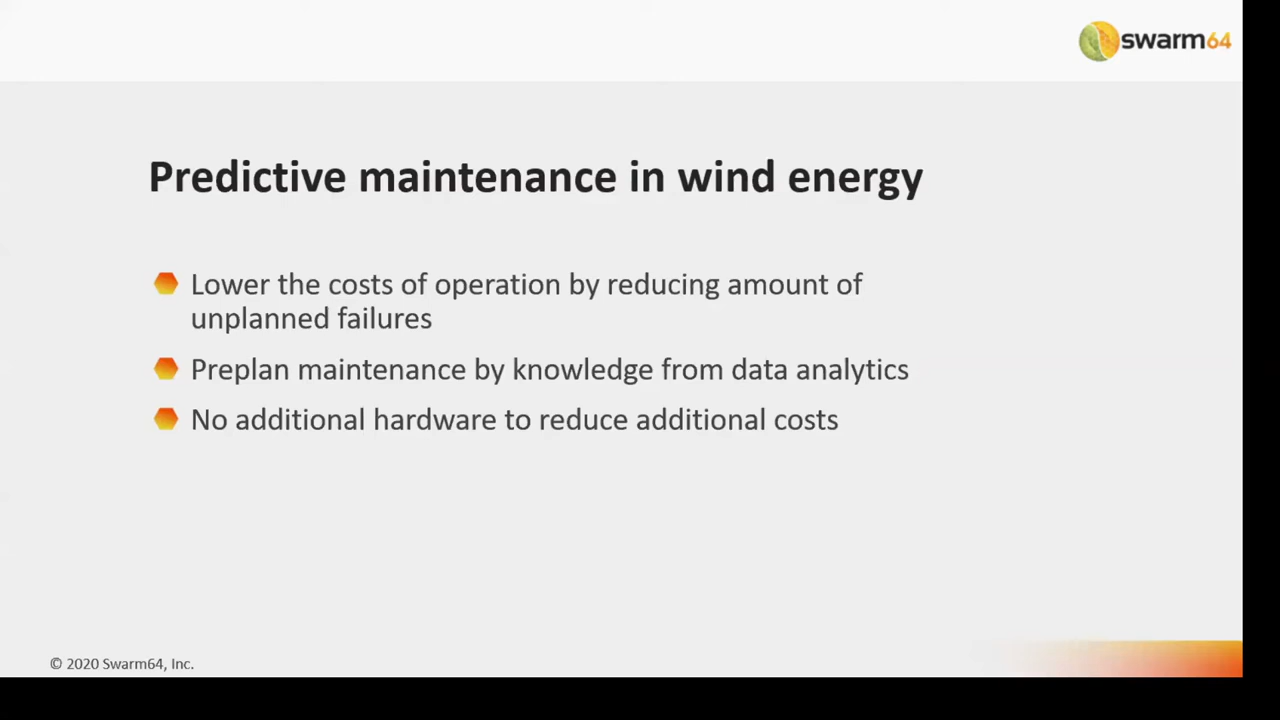 swarm64
Predictive maintenance in wind energy
Lower the costs of operation by reducing amount of
unplanned failures
Preplan maintenance by knowledge from data analytics
No additional hardware to reduce additional costs
© 2020 Swarm64, Inc.